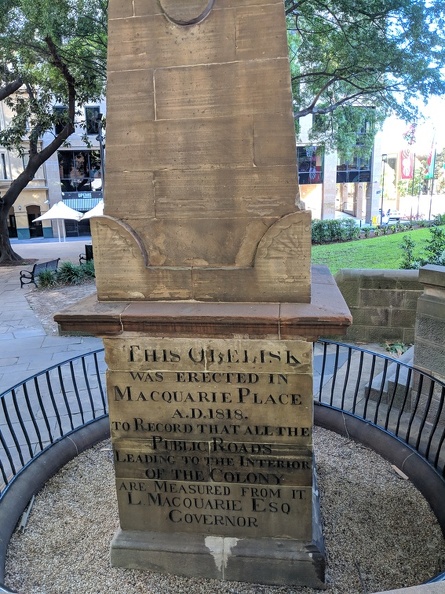 THIS OBELISK
WAS ERECTED IN
MACQUARIE PLACE
A.D. 1818.
TO RECORD THAT ALL THE
PUBLIC ROADS
LEADING TO THE INTERIOR
OF THE COLONY
ARE MEASURED FROM IT
L. MACQUARIE ESQ
GOVERNOR